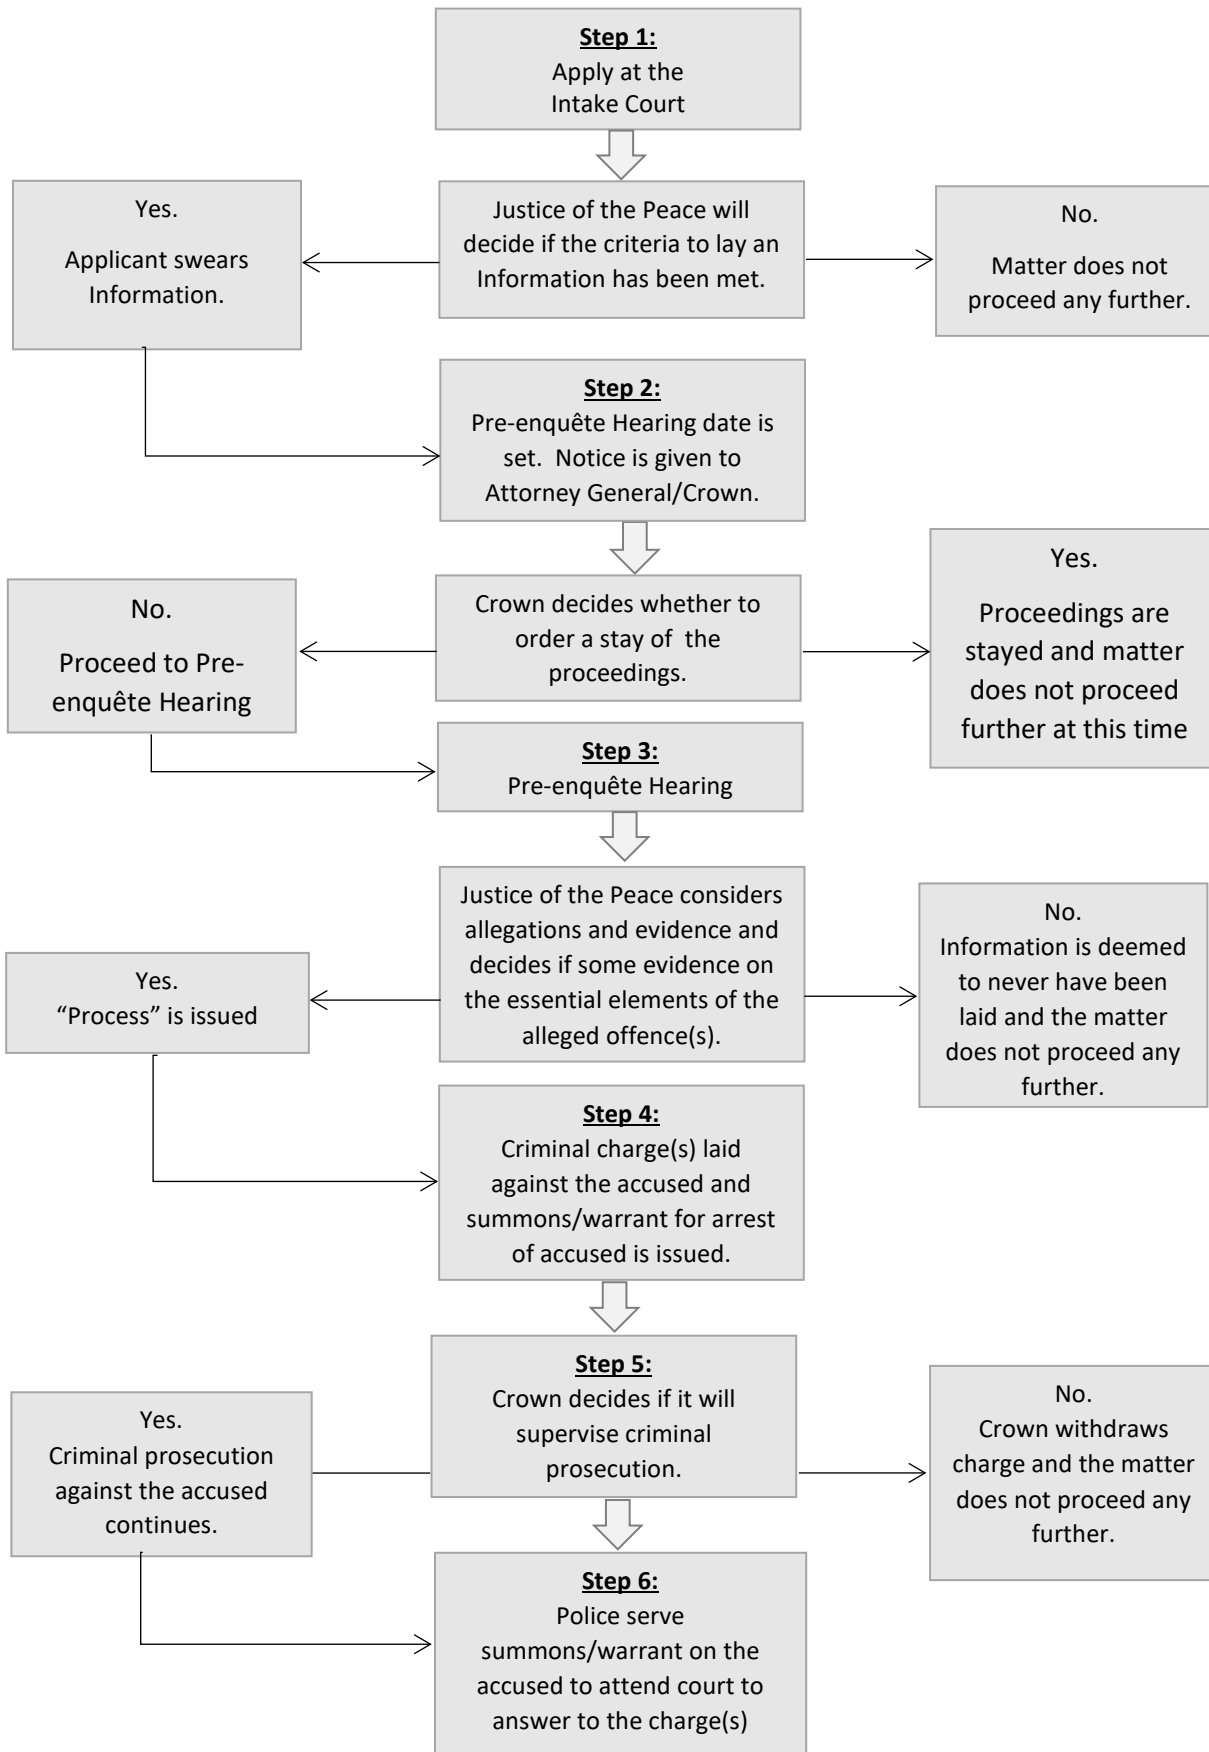 Step 1:
Apply at the
Intake Court
Yes.
Applicant swears
Information.
Justice of the Peace will
decide if the criteria to lay an
Information has been met.
No.
Matter does not
proceed any further.
Step 2:
Pre-enquête Hearing date is
set.  Notice is given to
Attorney General/Crown.
No.
Proceed to Pre-
enquête Hearing
Crown decides whether to
order a stay of  the
proceedings.
Yes.
Proceedings are
stayed and matter
does not proceed
further at this time
Step 3:
Pre-enquête Hearing
Yes.
“Process” is issued
Justice of the Peace considers
allegations and evidence and
decides if some evidence on
the essential elements of the
alleged offence(s).
No.
Information is deemed
to never have been
laid and the matter
does not proceed any
further.
Step 4:
Criminal charge(s) laid
against the accused and
summons/warrant for arrest
of accused is issued.
Yes.
Criminal prosecution
against the accused
continues.
Step 5:
Crown decides if it will
supervise criminal
prosecution.
No.
Crown withdraws
charge and the matter
does not proceed any
further.
Step 6:
Police serve
summons/warrant on the
accused to attend court to
answer to the charge(s)